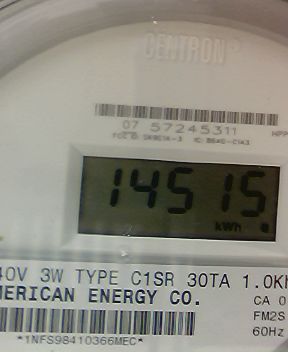 CENTRON®
07 57245311
14515
kWh
40V 3W TYPE C1SR 30TA 1.0Kh
MERICAN ENERGY CO.
CA 0
FM2S
60Hz
*1NFS98410366MEC*